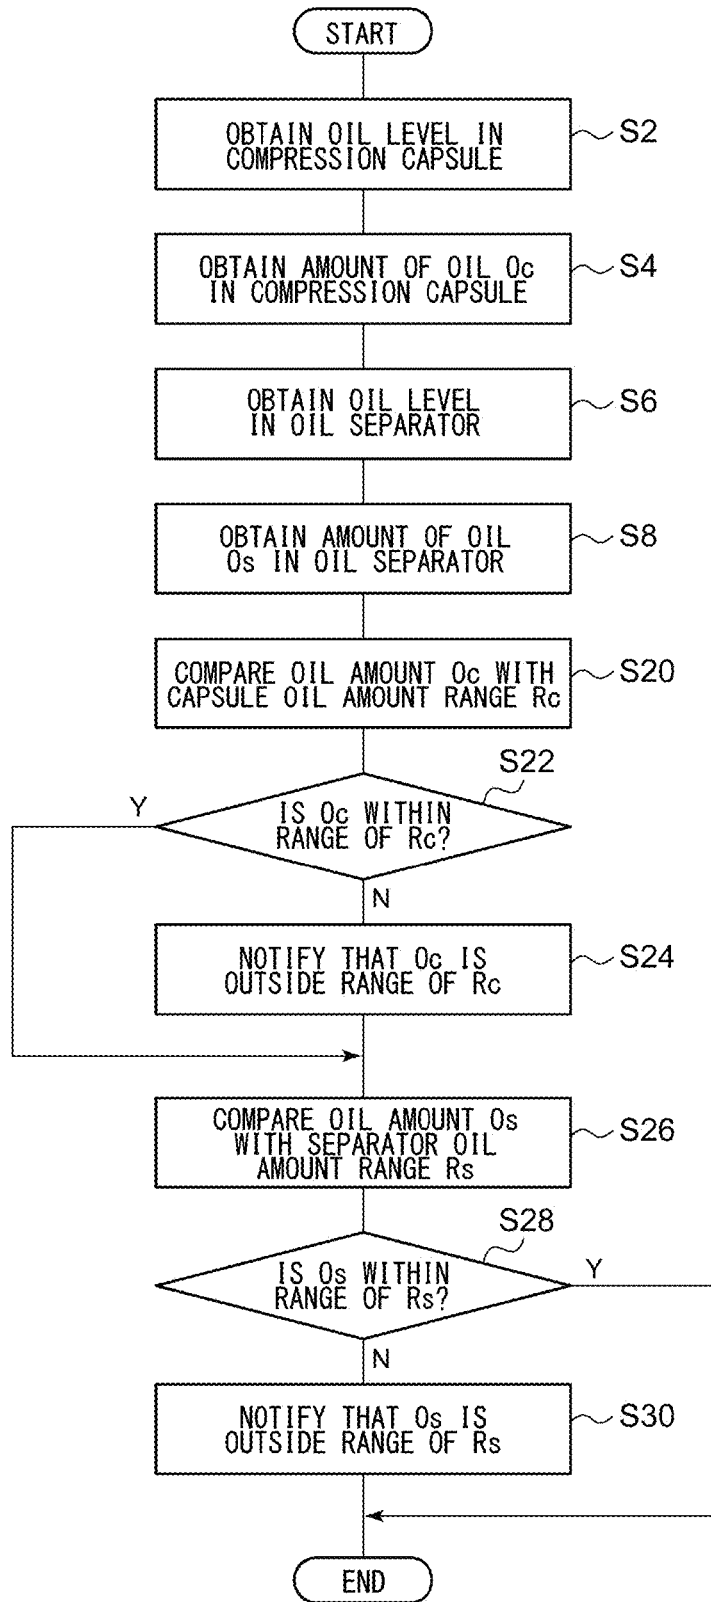 START
OBTAIN OIL LEVEL IN
COMPRESSION CAPSULE
S2
OBTAIN AMOUNT OF OIL Oc
IN COMPRESSION CAPSULE
S4
OBTAIN OIL LEVEL
IN OIL SEPARATOR
S6
OBTAIN AMOUNT OF OIL
Os IN OIL SEPARATOR
S8
COMPARE OIL AMOUNT Oc WITH
CAPSULE OIL AMOUNT RANGE Rc
S20
S22
Y
IS Oc WITHIN
RANGE OF Rc?
N
NOTIFY THAT Oc IS
OUTSIDE RANGE OF Rc
S24
COMPARE OIL AMOUNT Os
WITH SEPARATOR OIL
AMOUNT RANGE Rs
S26
S28
IS Os WITHIN
RANGE OF Rs?
Y
N
NOTIFY THAT Os IS
OUTSIDE RANGE OF Rs
S30
END